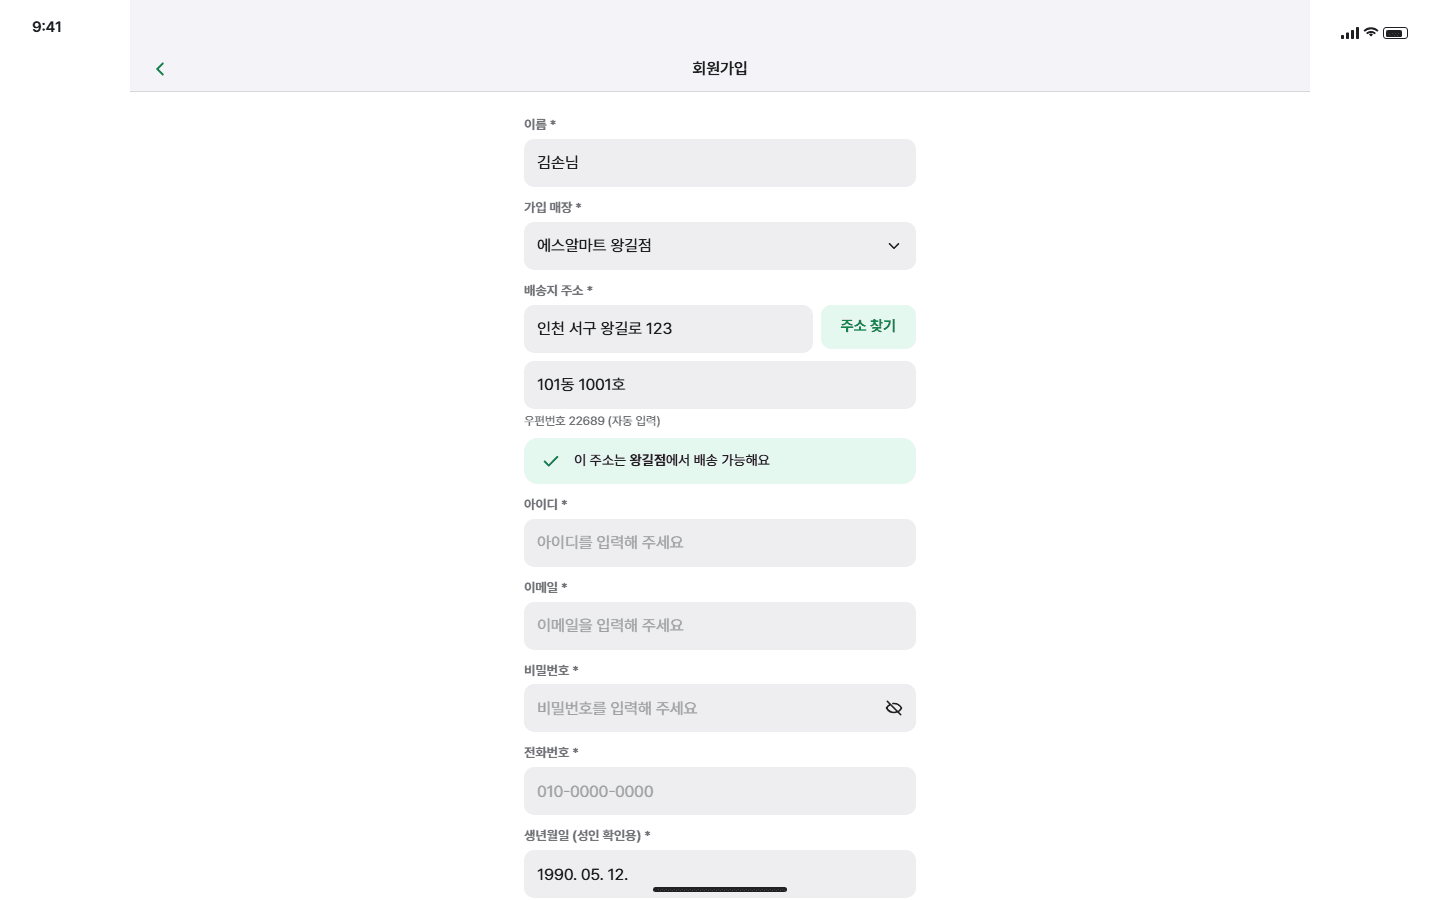 9:41
회원가입
이름 *
김손님
가입 매장 *
에스알마트 왕길점
배송지 주소 *
인천 서구 왕길로 123
주소 찾기
101동 1001호
우편번호 22689 (자동 입력)
이 주소는 왕길점에서 배송 가능해요
아이디 *
아이디를 입력해 주세요
이메일 *
이메일을 입력해 주세요
비밀번호 *
비밀번호를 입력해 주세요
전화번호 *
010-0000-0000
생년월일 (성인 확인용) *
1990. 05. 12.